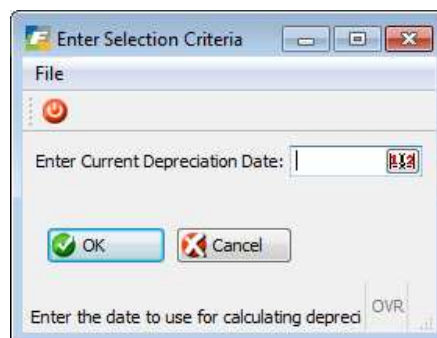 Enter Selection Criteria
File
Enter Current Depreciation Date:
OK Cancel
Enter the date to use for calculating depreci OVR